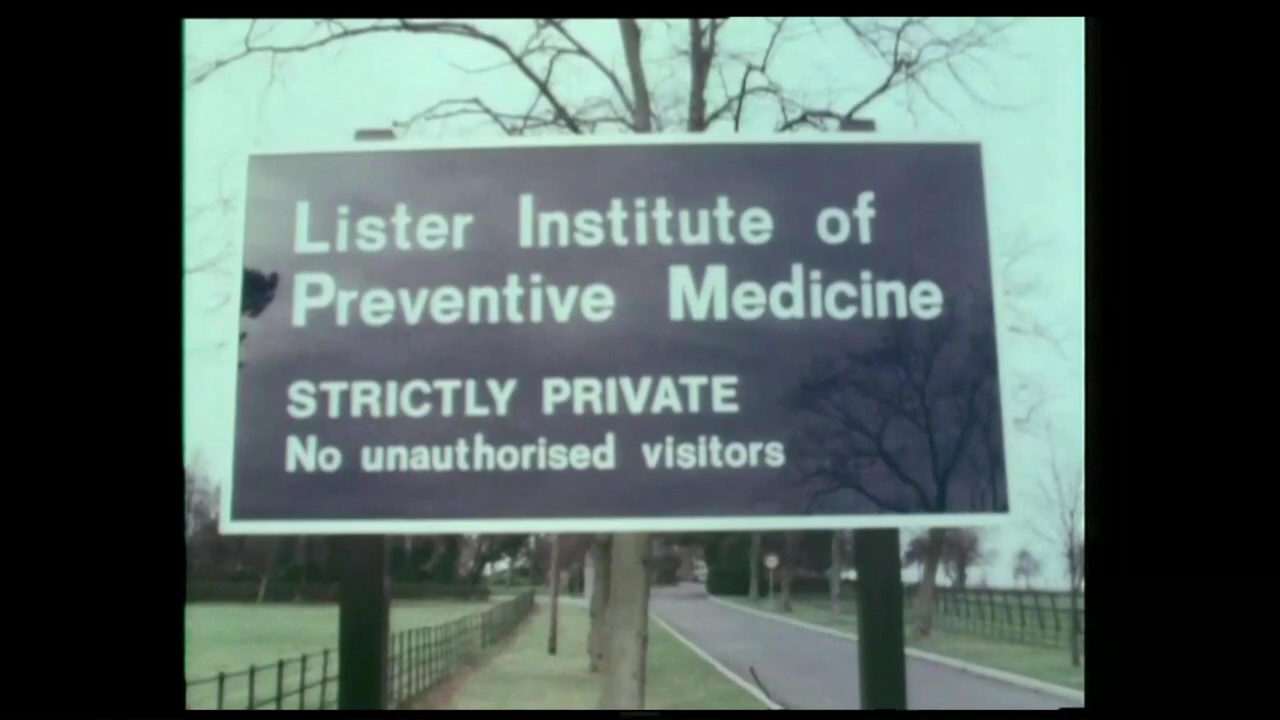 Lister Institute of
Preventive Medicine
STRICTLY PRIVATE
No unauthorised visitors